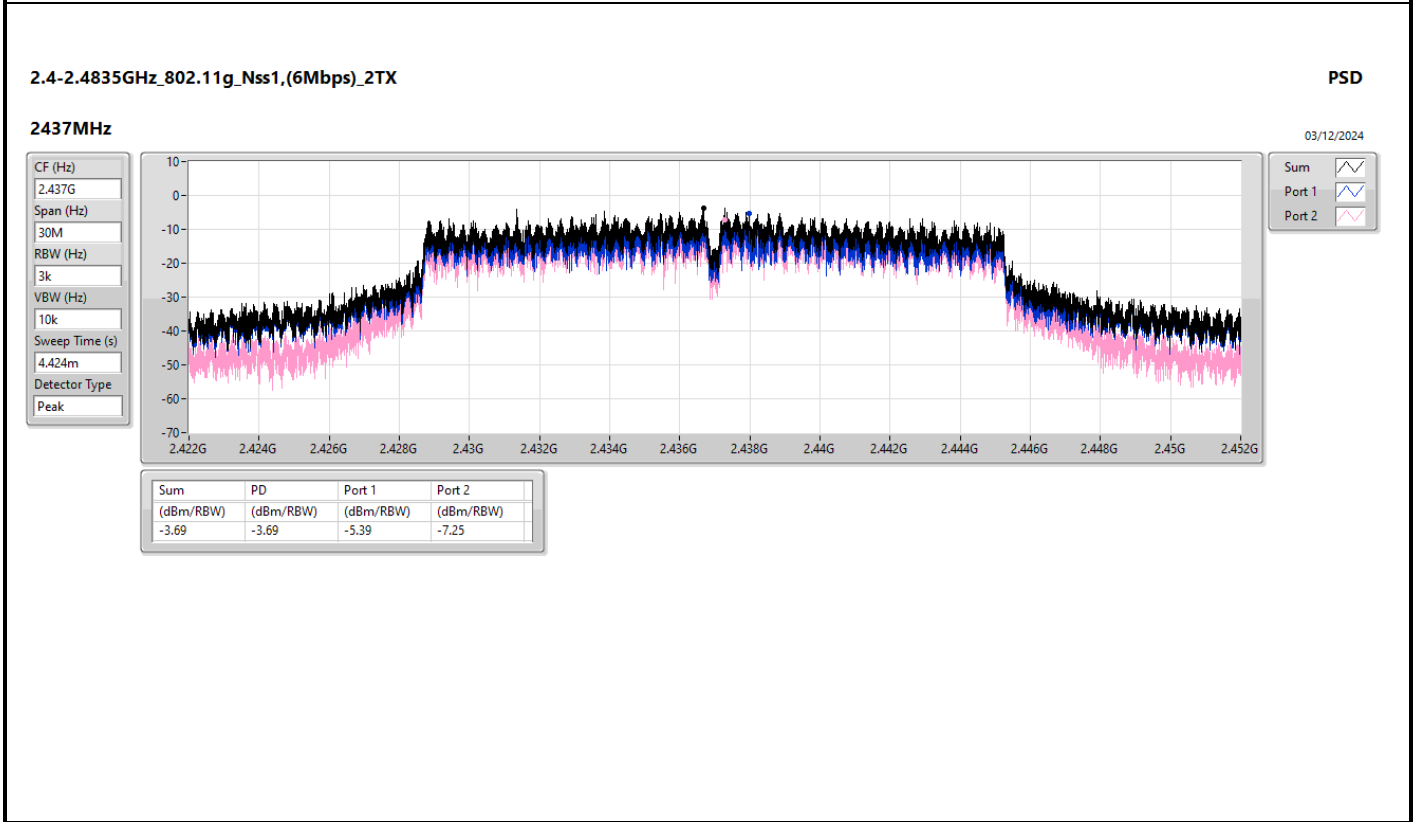 2.4-2.4835GHz_802.11g_Nss1,(6Mbps)_2TX
PSD
2437MHz
03/12/2024
CF (Hz)
2.437G
Span (Hz)
30M
RBW (Hz)
3k
VBW (Hz)
10k
Sweep Time (s)
4.424m
Detector Type
Peak
10
0
-10
-20
-30
-40
-50
-60
-70
2.422G 2.424G 2.426G 2.428G 2.43G 2.432G 2.434G 2.436G 2.438G 2.44G 2.442G 2.444G 2.446G 2.448G 2.45G 2.452G
Sum
Port 1
Port 2
Sum PD Port 1 Port 2
(dBm/RBW) (dBm/RBW) (dBm/RBW) (dBm/RBW)
-3.69 -3.69 -5.39 -7.25